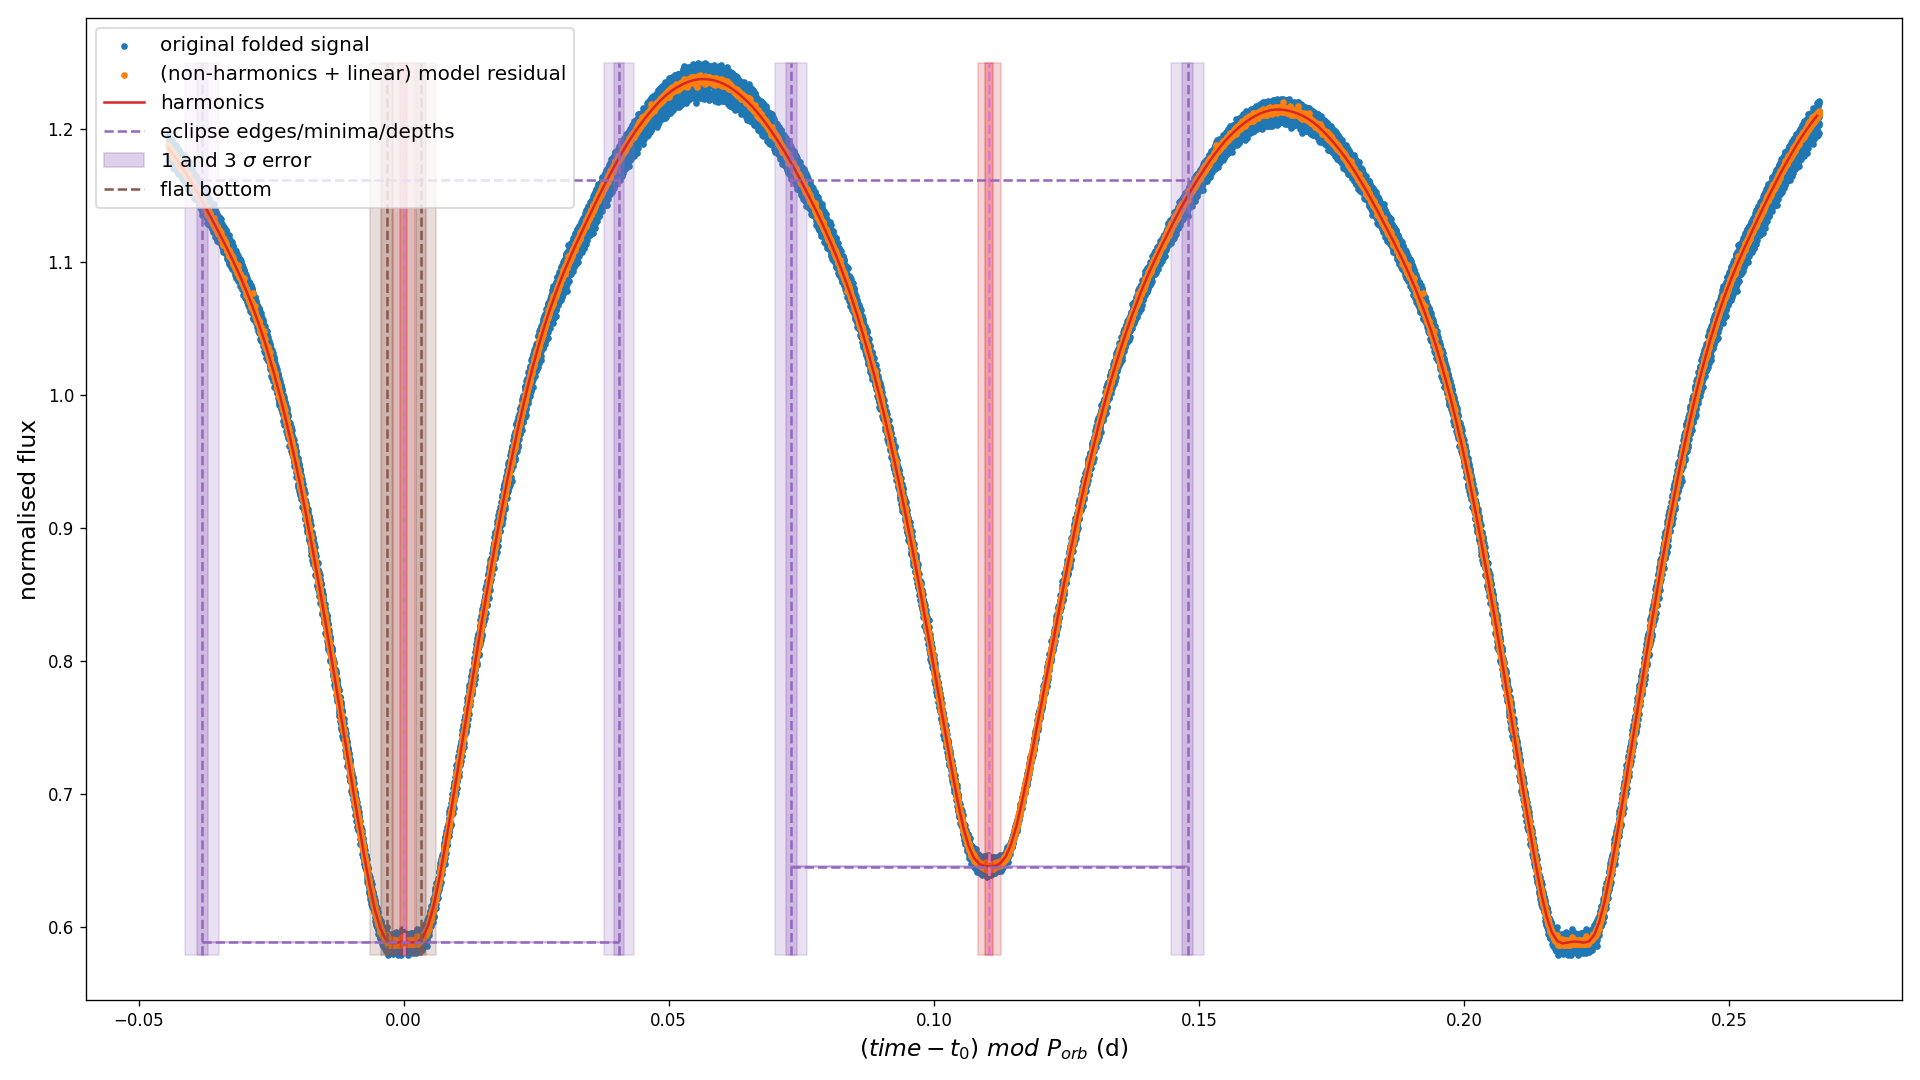 original folded signal
(non-harmonics + linear) model residual
harmonics
eclipse edges/minima/depths
1 and 3 σ error
flat bottom
normalised flux
1.2
1.1
1.0
0.9
0.8
0.7
0.6
−0.05 0.00 0.05 0.10 0.15 0.20 0.25
(time − t₀) mod P_orb (d)